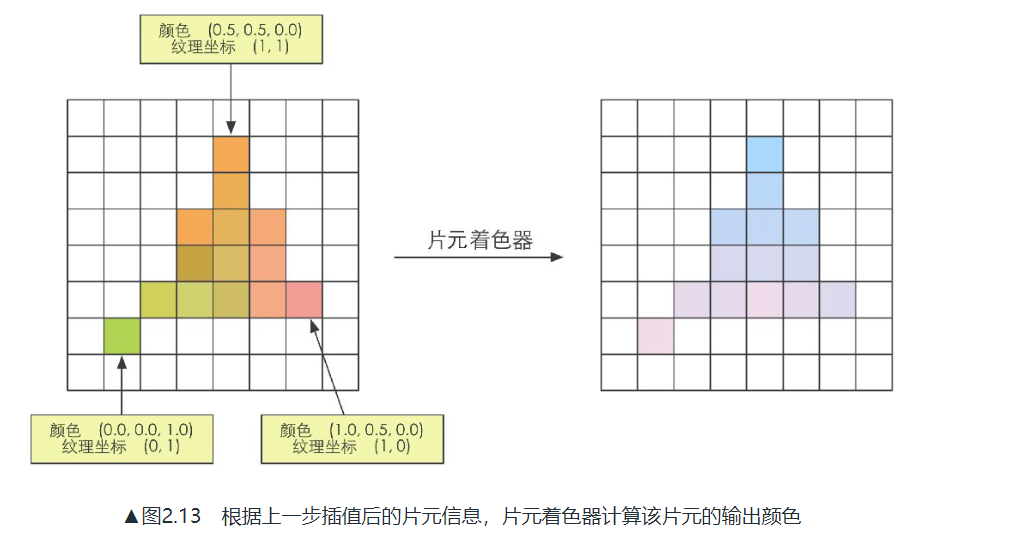 颜色 (0.5, 0.5, 0.0)
纹理坐标 (1, 1)
片元着色器
颜色 (0.0, 0.0, 1.0)
纹理坐标 (0, 1)
颜色 (1.0, 0.5, 0.0)
纹理坐标 (1, 0)
▲图2.13 根据上一步插值后的片元信息，片元着色器计算该片元的输出颜色